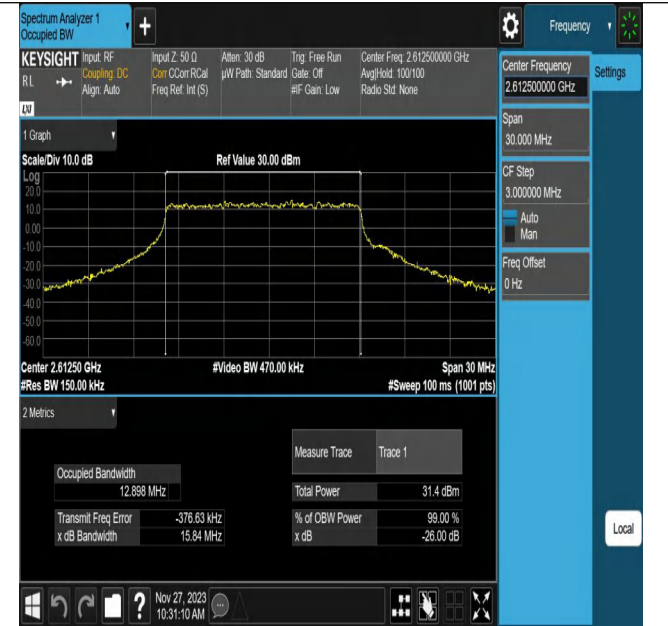 Spectrum Analyzer 1
Occupied BW
+
Frequency
KEYSIGHT
R L
LXI
Input: RF
Coupling: DC
Align: Auto
Input Z: 50 Ω
Corr CCorr RCal
Freq Ref: Int (S)
Atten: 30 dB
µW Path: Standard
Trig: Free Run
Gate: Off
#IF Gain: Low
Center Freq: 2.612500000 GHz
Avg|Hold: 100/100
Radio Std: None
Center Frequency
2.612500000 GHz
Settings
Span
30.000 MHz
CF Step
3.000000 MHz
Auto
Man
Freq Offset
0 Hz
1 Graph
Scale/Div 10.0 dB
Ref Value 30.00 dBm
Log
20.0
10.0
0.00
-10.0
-20.0
-30.0
-40.0
-50.0
-60.0
Center 2.61250 GHz
#Video BW 470.00 kHz
Span 30 MHz
#Res BW 150.00 kHz
#Sweep 100 ms (1001 pts)
2 Metrics
Measure Trace
Trace 1
Occupied Bandwidth
12.898 MHz
Total Power
31.4 dBm
Transmit Freq Error
-376.63 kHz
% of OBW Power
99.00 %
x dB Bandwidth
15.84 MHz
x dB
-26.00 dB
Local
?
Nov 27, 2023
10:31:10 AM